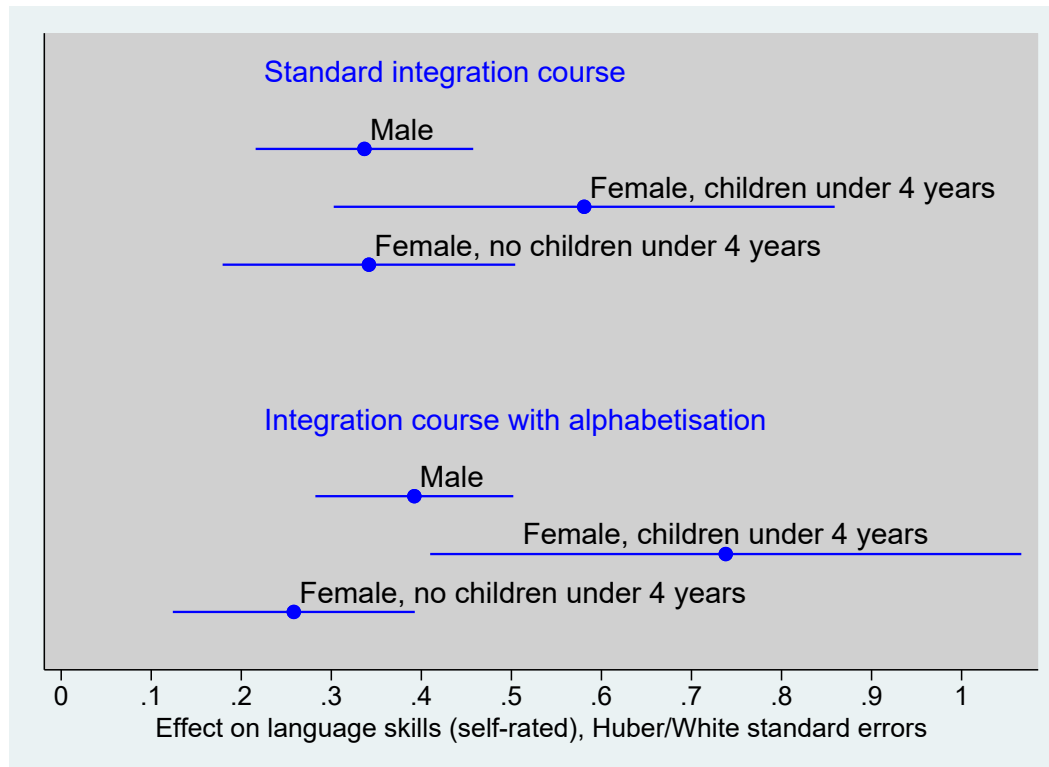 Standard integration course
Male
Female, children under 4 years
Female, no children under 4 years
Integration course with alphabetisation
Male
Female, children under 4 years
Female, no children under 4 years
0 .1 .2 .3 .4 .5 .6 .7 .8 .9 1
Effect on language skills (self-rated), Huber/White standard errors